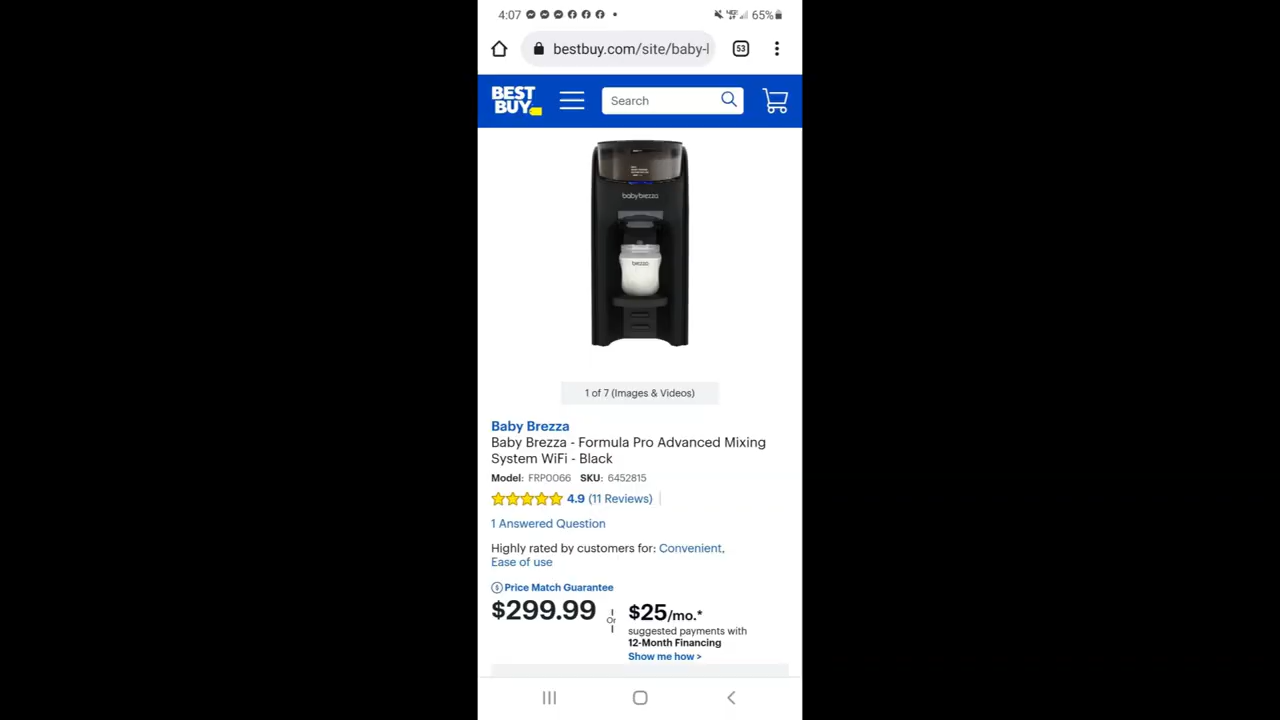 4:07 65%
bestbuy.com/site/baby-l 53
BEST BUY
Search
babybrezza
brezza
1 of 7 (Images & Videos)
Baby Brezza
Baby Brezza - Formula Pro Advanced Mixing
System WiFi - Black
Model: FRP0066 SKU: 6452815
4.9 (11 Reviews)
1 Answered Question
Highly rated by customers for: Convenient,
Ease of use
Price Match Guarantee
$299.99 Or $25/mo.*
suggested payments with
12-Month Financing
Show me how >